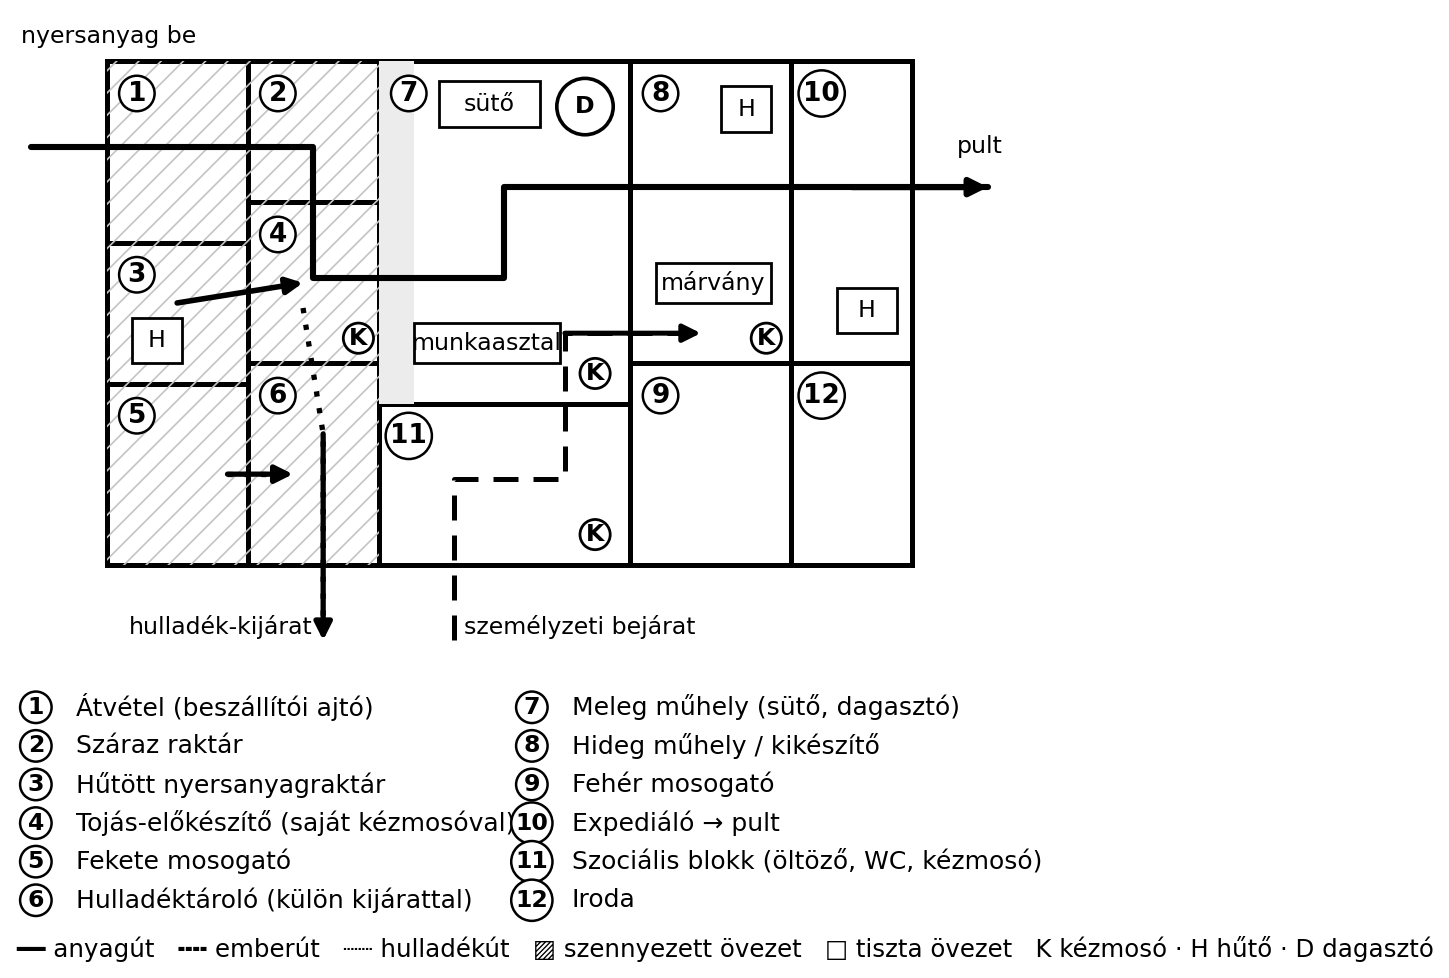 nyersanyag be
1
2
7
sütő
D
8
H
10
pult
4
3
márvány
H
H
K
munkaasztal
K
K
5
6
9
12
11
K
hulladék-kijárat
személyzeti bejárat
1 Átvétel (beszállítói ajtó)
2 Száraz raktár
3 Hűtött nyersanyagraktár
4 Tojás-előkészítő (saját kézmosóval)
5 Fekete mosogató
6 Hulladéktároló (külön kijárattal)
7 Meleg műhely (sütő, dagasztó)
8 Hideg műhely / kikészítő
9 Fehér mosogató
10 Expediáló → pult
11 Szociális blokk (öltöző, WC, kézmosó)
12 Iroda
anyagút emberút hulladékút ▨ szennyezett övezet □ tiszta övezet K kézmosó · H hűtő · D dagasztó